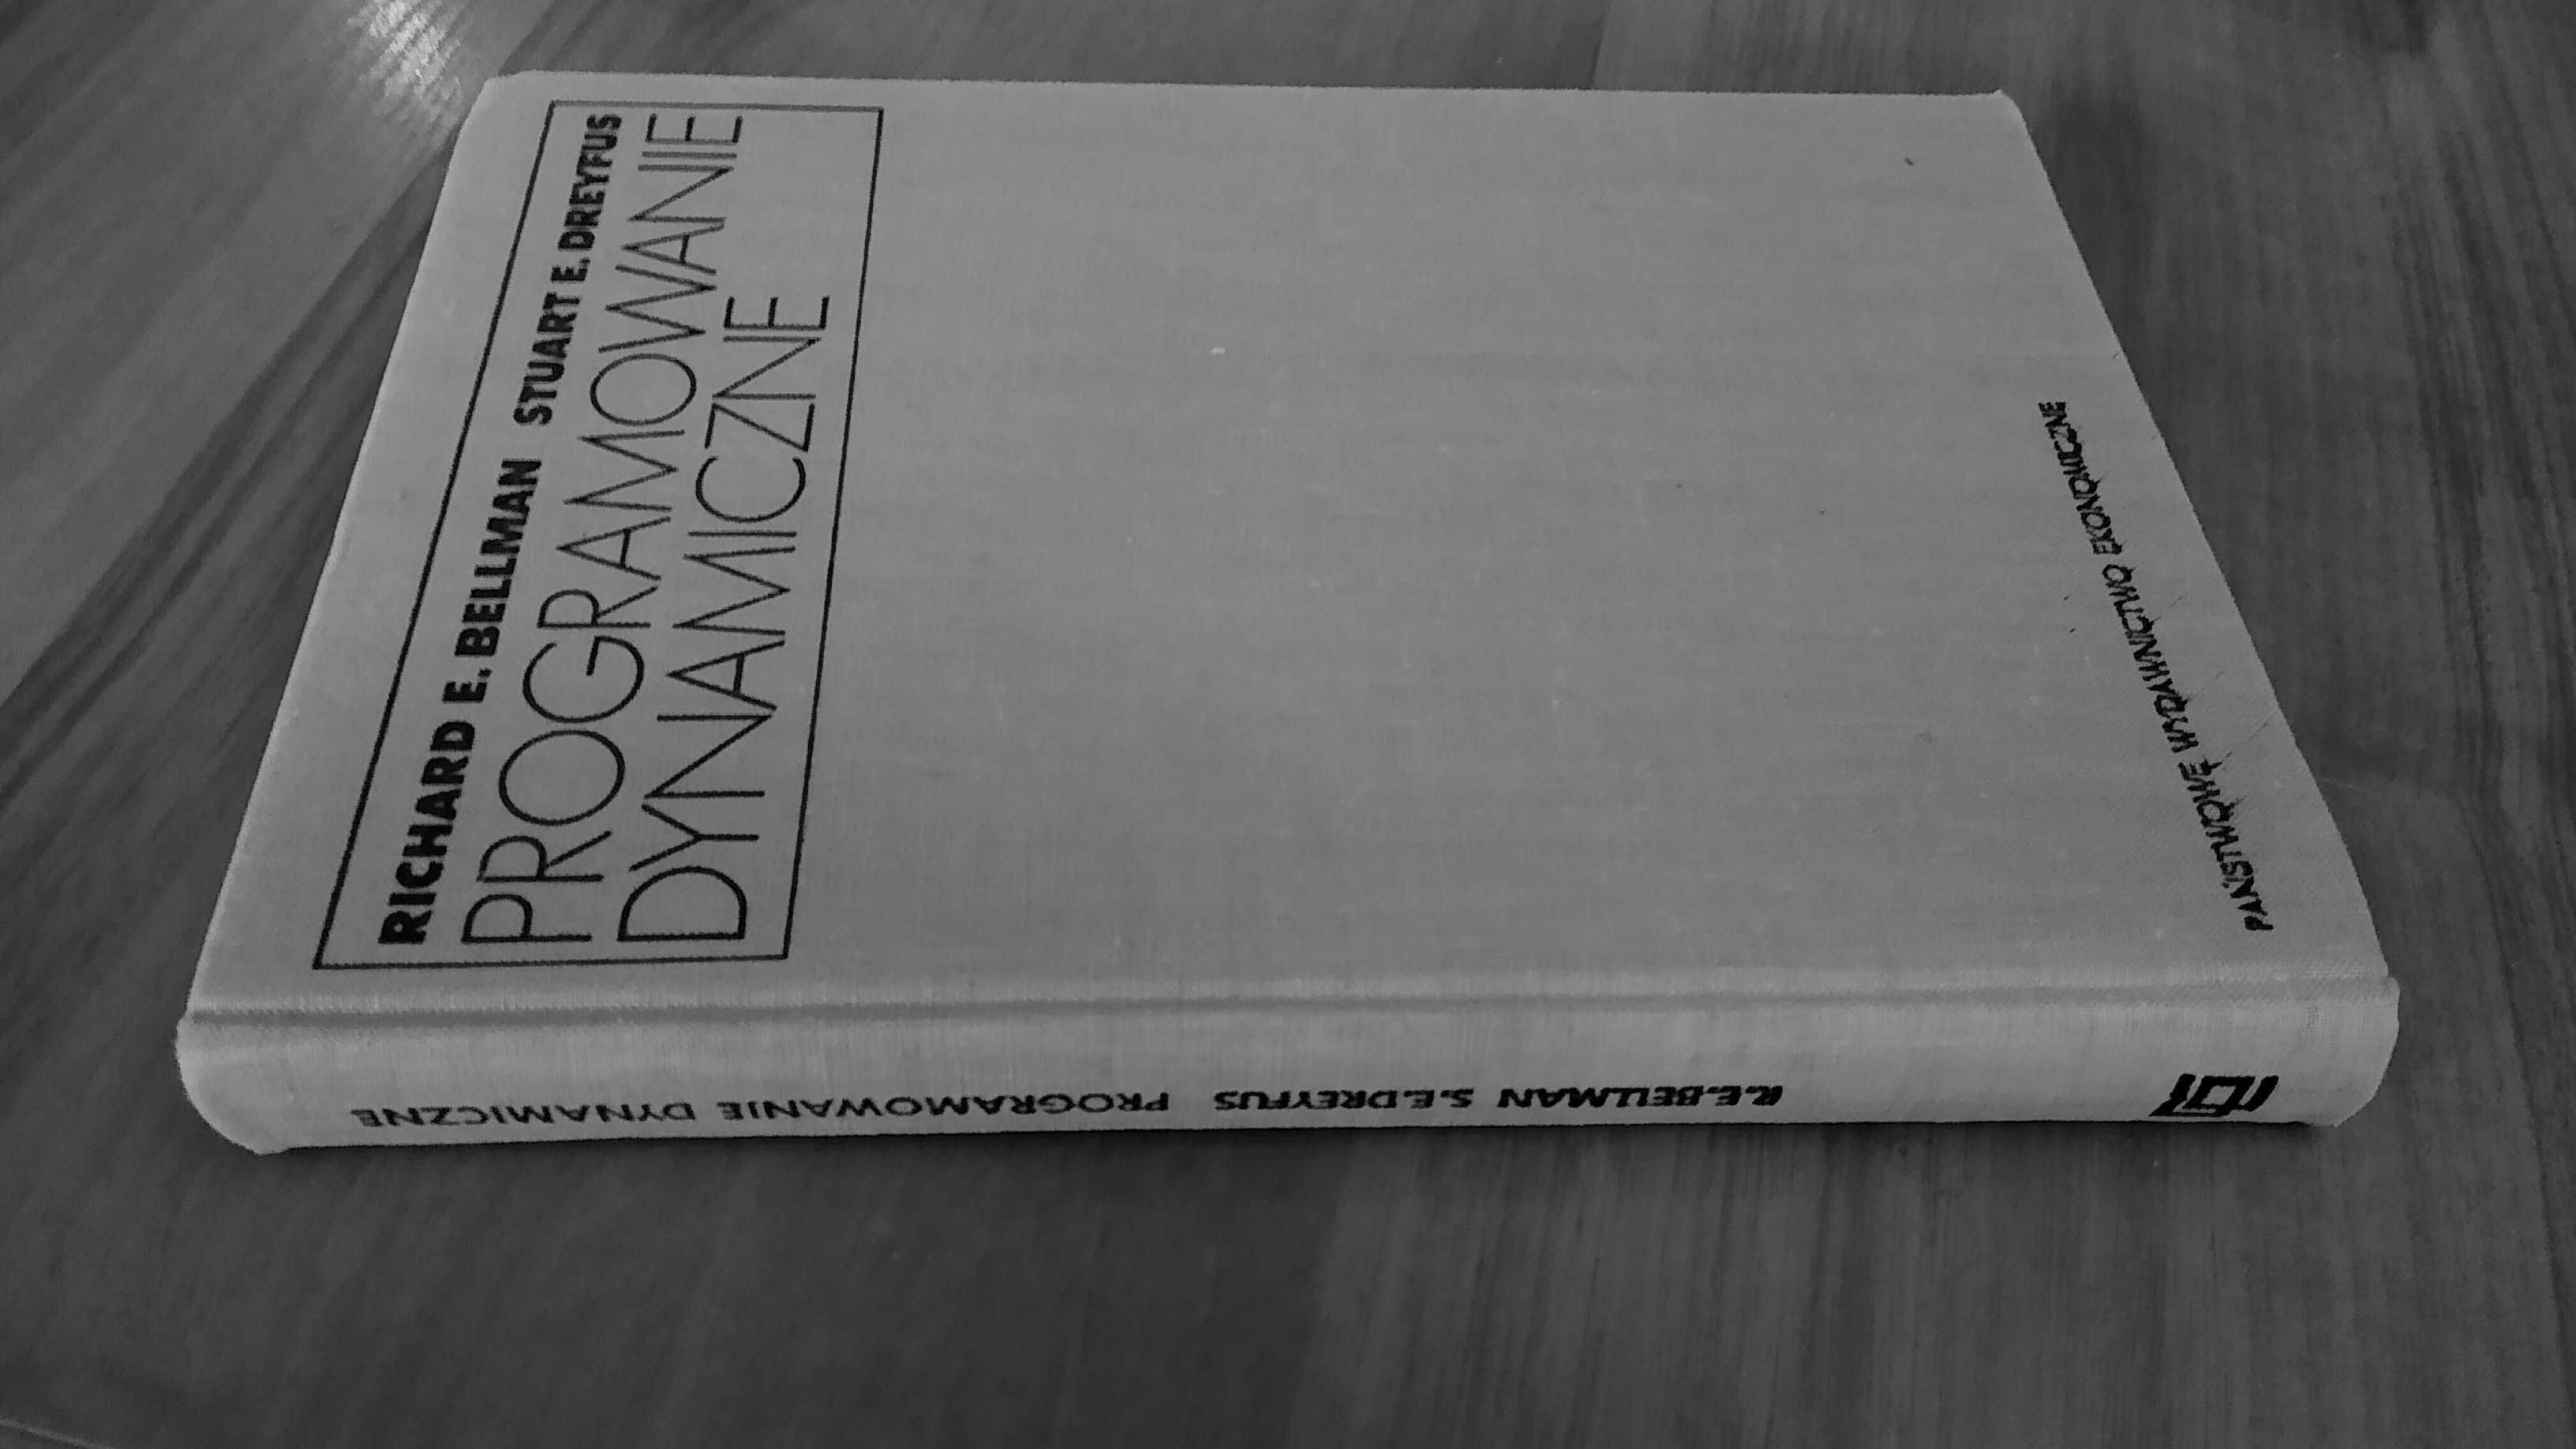 RICHARD E. BELLMAN STUART E. DREYFUS
PROGRAMOWANIE
DYNAMICZNE
PAŃSTWOWE WYDAWNICTWO EKONOMICZNE
R.E.BELLMAN S.E.DREYFUS PROGRAMOWANIE DYNAMICZNE